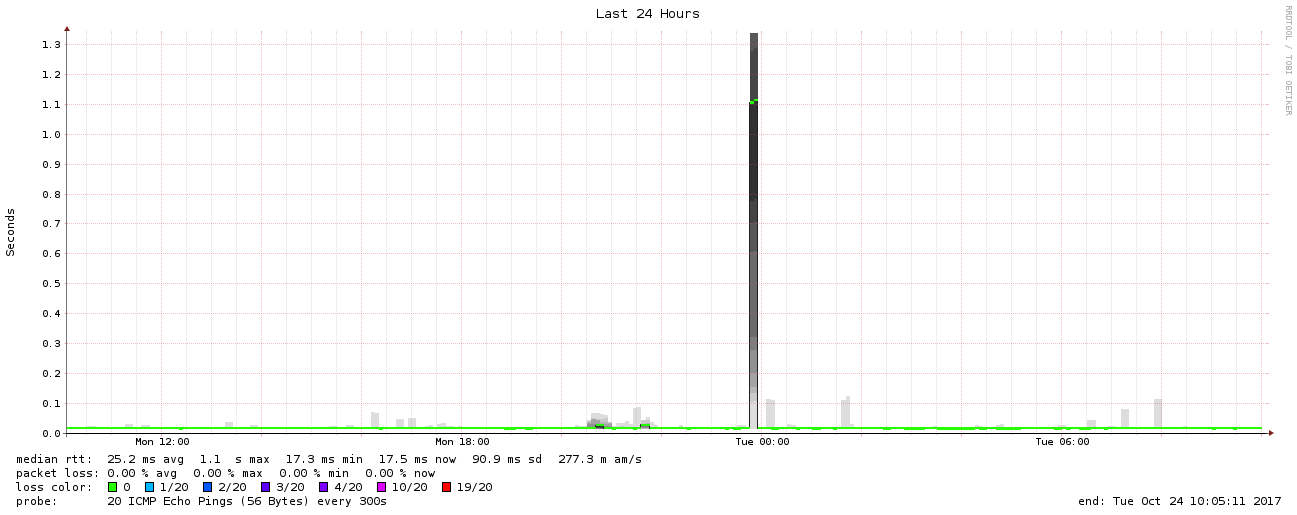 Last 24 Hours
RRDTOOL / TOBI OETIKER
Seconds
1.3
1.2
1.1
1.0
0.9
0.8
0.7
0.6
0.5
0.4
0.3
0.2
0.1
0.0
Mon 12:00 Mon 18:00 Tue 00:00 Tue 06:00
median rtt: 25.2 ms avg 1.1 s max 17.3 ms min 17.5 ms now 90.9 ms sd 277.3 m am/s
packet loss: 0.00 % avg 0.00 % max 0.00 % min 0.00 % now
loss color: 0 1/20 2/20 3/20 4/20 10/20 19/20
probe: 20 ICMP Echo Pings (56 Bytes) every 300s end: Tue Oct 24 10:05:11 2017